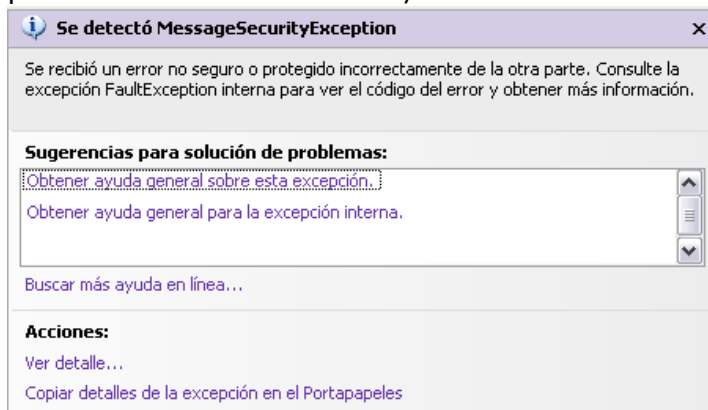 Se detectó MessageSecurityException
Se recibió un error no seguro o protegido incorrectamente de la otra parte. Consulte la
excepción FaultException interna para ver el código del error y obtener más información.
Sugerencias para solución de problemas:
Obtener ayuda general sobre esta excepción.
Obtener ayuda general para la excepción interna.
Buscar más ayuda en línea...
Acciones:
Ver detalle...
Copiar detalles de la excepción en el Portapapeles